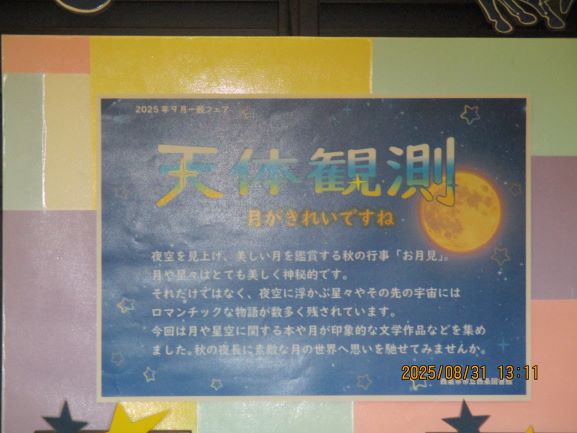 2025年9月一般フェア
天体観測
月がきれいですね
夜空を見上げ、美しい月を鑑賞する秋の行事「お月見」。
月や星々はとても美しく神秘的です。
それだけではなく、夜空に浮かぶ星々やその先の宇宙には
ロマンチックな物語が数多く残されています。
今回は月や星空に関する本や月が印象的な文学作品などを集め
ました。秋の夜長に素敵な月の世界へ思いを馳せてみませんか。
2025/08/31 13:11